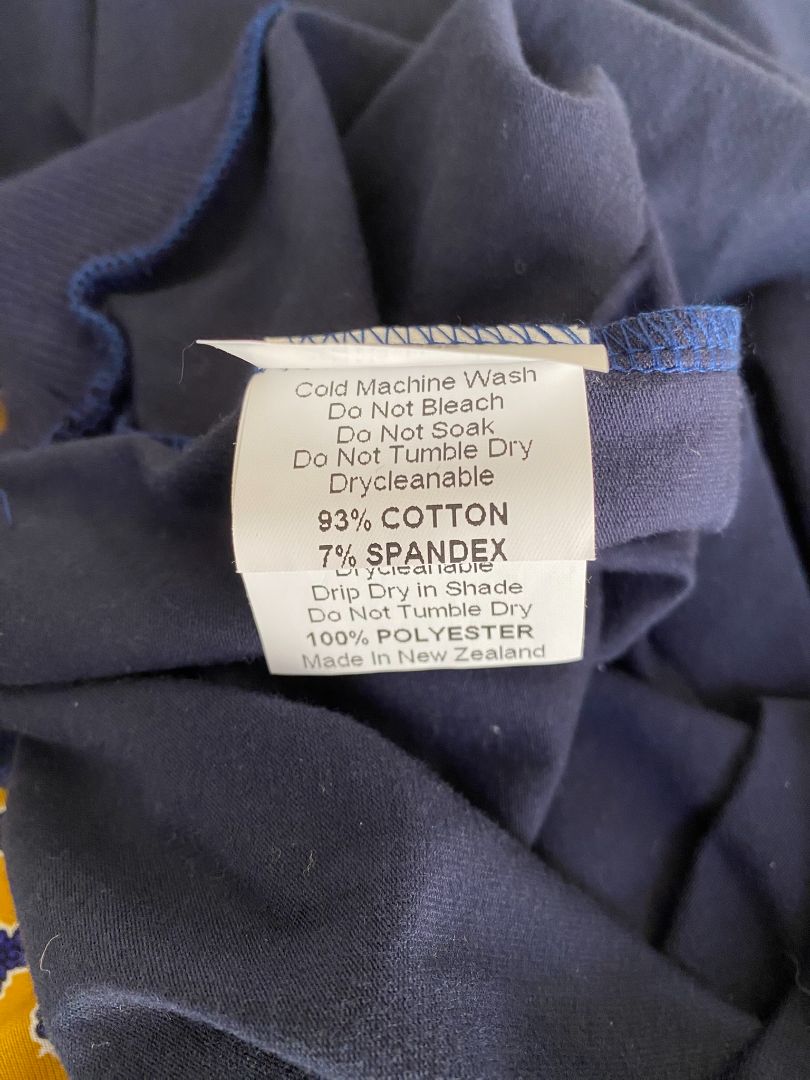 Cold Machine Wash
Do Not Bleach
Do Not Soak
Do Not Tumble Dry
Drycleanable
93% COTTON
7% SPANDEX
Drycleanable
Drip Dry in Shade
Do Not Tumble Dry
100% POLYESTER
Made In New Zealand